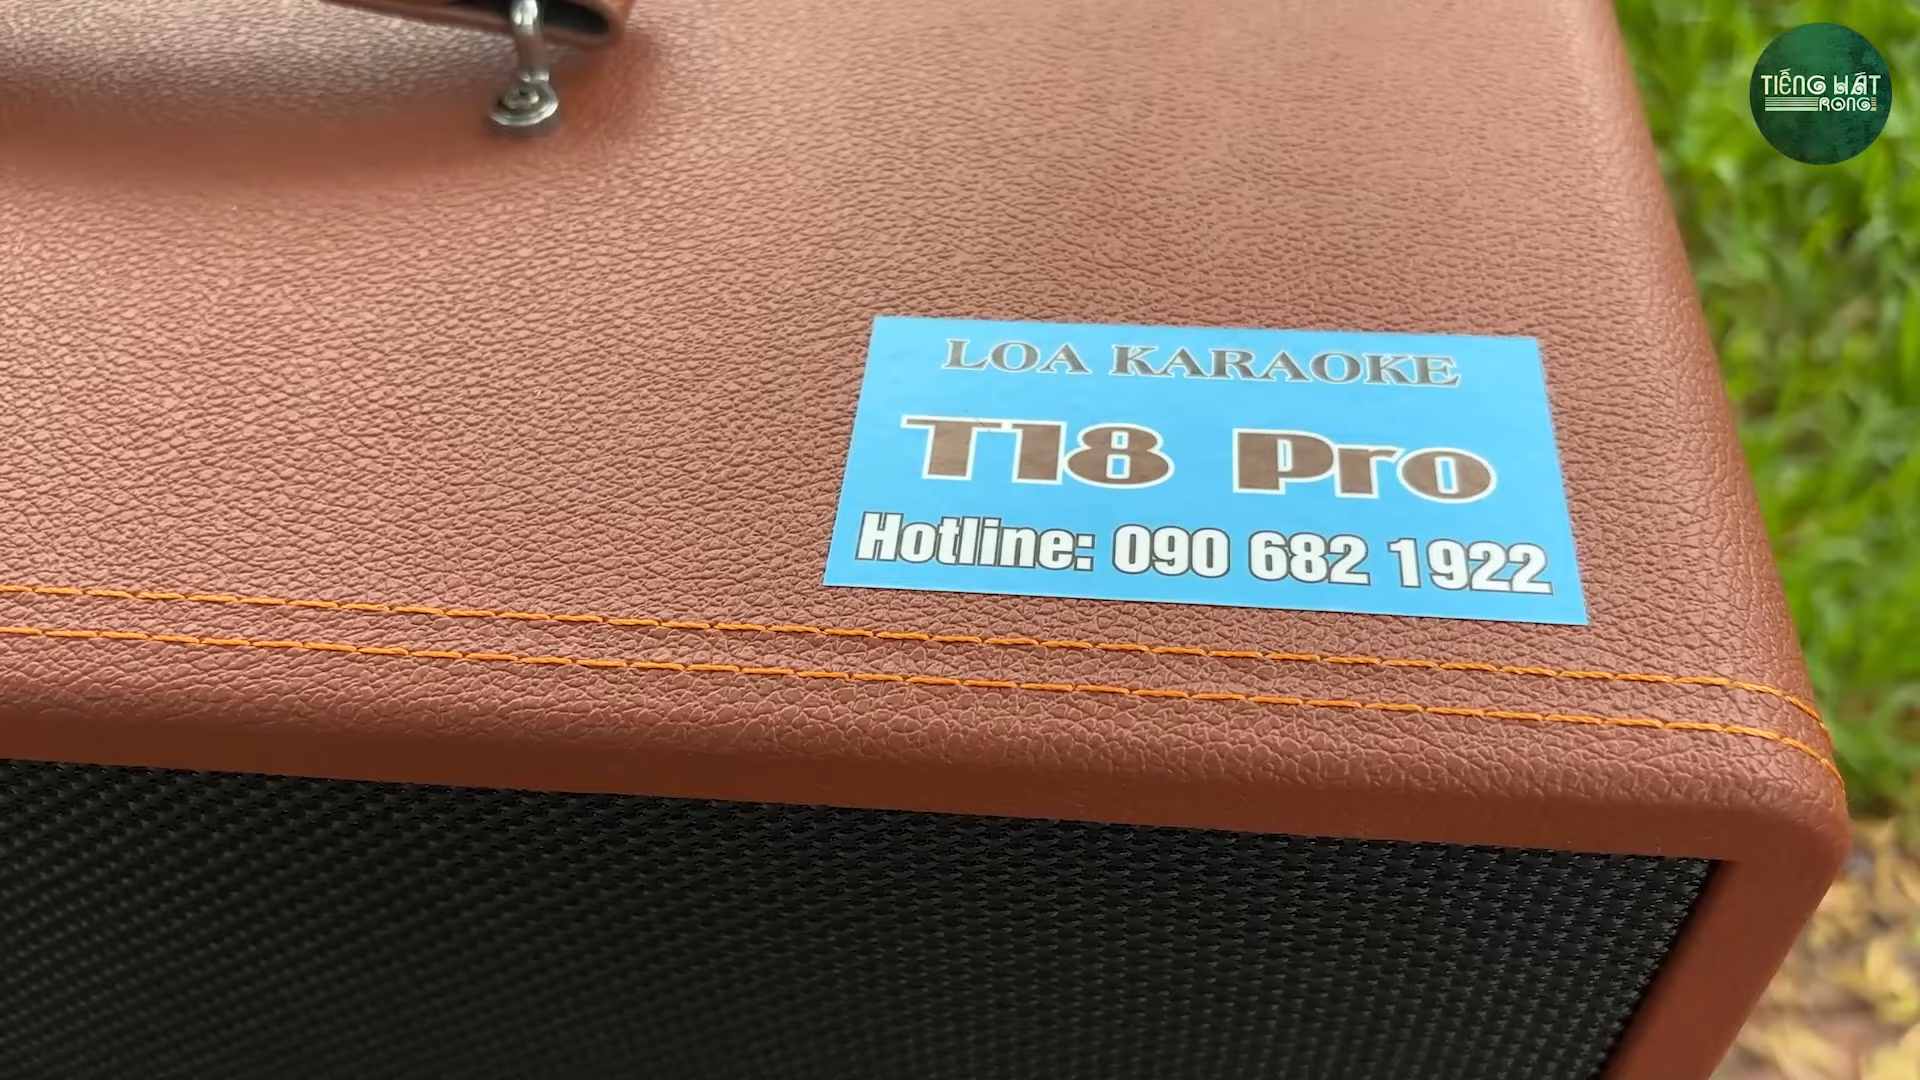 TIẾNG HÁT
RONG
LOA KARAOKE
T18 Pro
Hotline: 090 682 1922